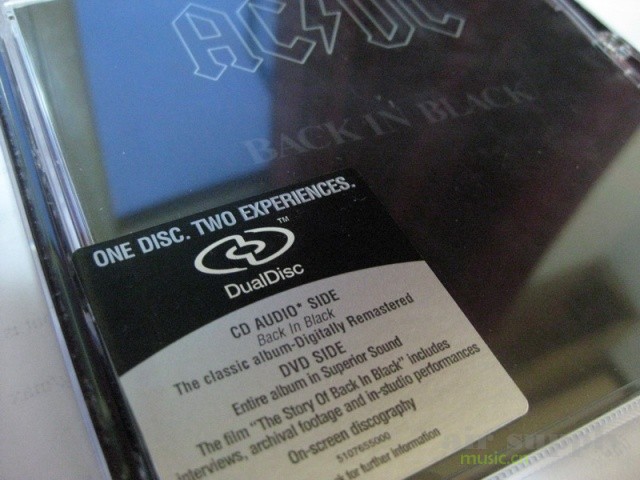 AC/DC
BACK IN BLACK
ONE DISC. TWO EXPERIENCES.
TM
DualDisc
CD AUDIO* SIDE
Back In Black
The classic album-Digitally Remastered
DVD SIDE
Entire album in Superior Sound
The film "The Story Of Back In Black" includes
interviews, archival footage and in-studio performances
On-screen discography
5107655000
for further information
music.c